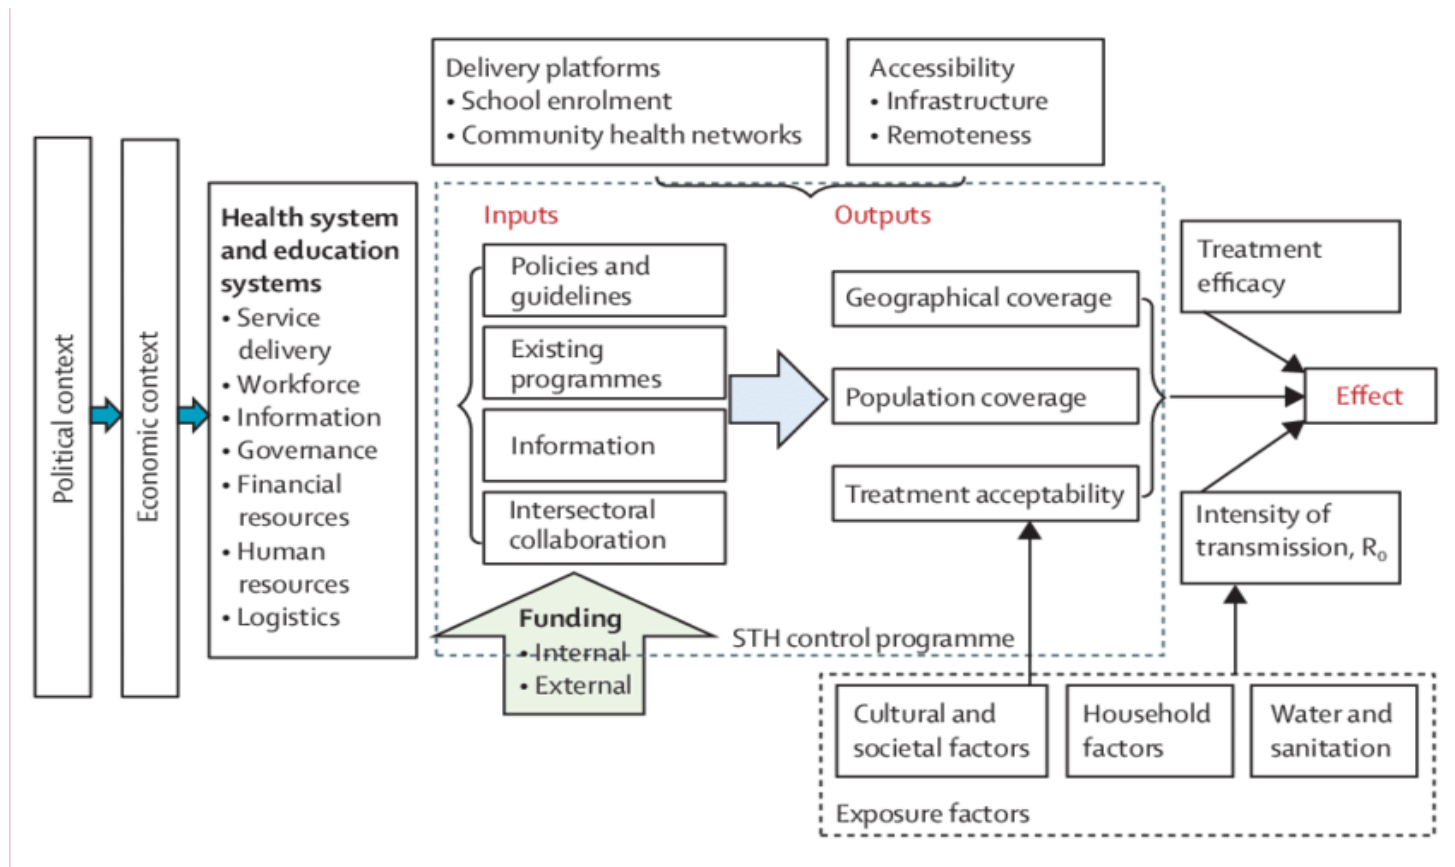 Delivery platforms
• School enrolment
• Community health networks
Accessibility
• Infrastructure
• Remoteness
Political context
Economic context
Health system
and education
systems
• Service
delivery
• Workforce
• Information
• Governance
• Financial
resources
• Human
resources
• Logistics
Inputs
Policies and
guidelines
Existing
programmes
Information
Intersectoral
collaboration
Funding
• Internal
• External
Outputs
Geographical coverage
Population coverage
Treatment acceptability
STH control programme
Treatment
efficacy
Effect
Intensity of
transmission, R₀
Cultural and
societal factors
Household
factors
Water and
sanitation
Exposure factors